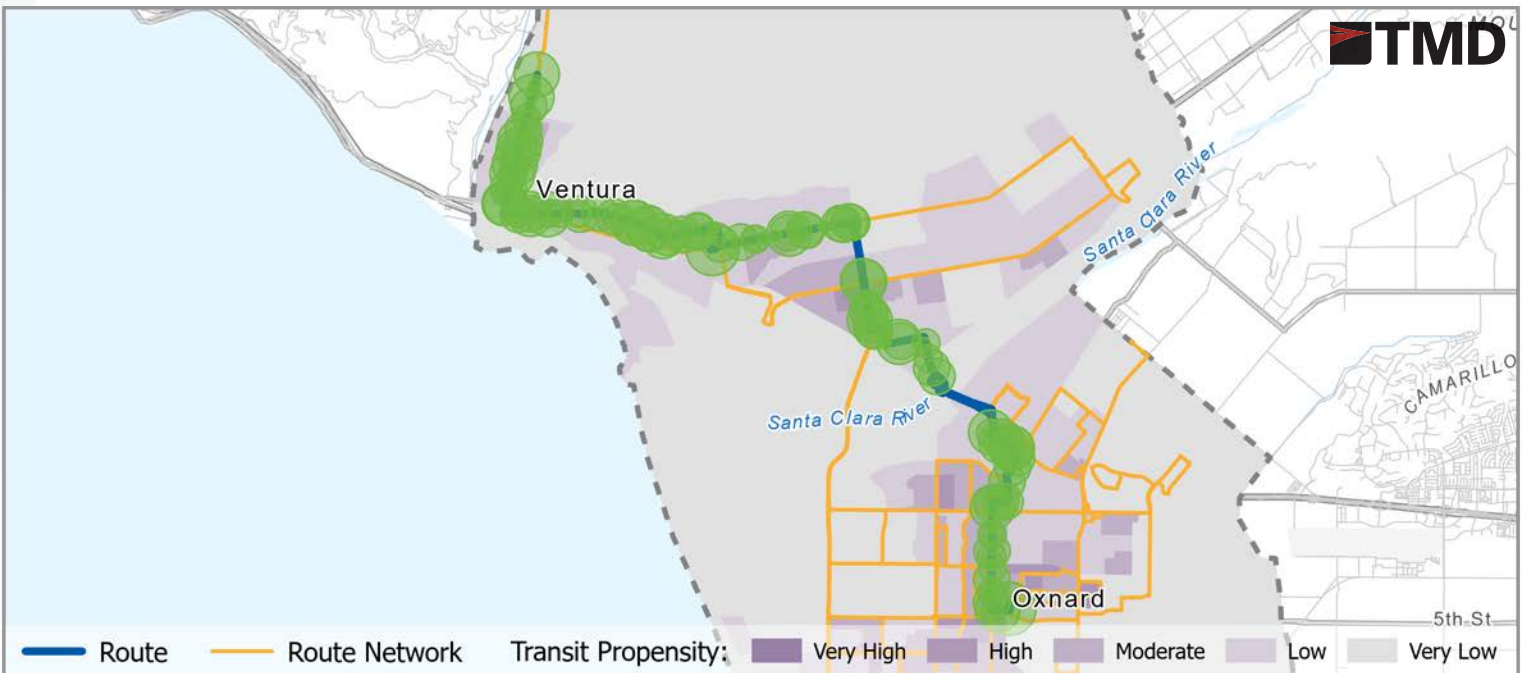 TMD
MOU
Ventura
Santa Clara River
CAMARILLO
Santa Clara River
Oxnard
5th St
Route
Route Network
Transit Propensity:
Very High
High
Moderate
Low
Very Low